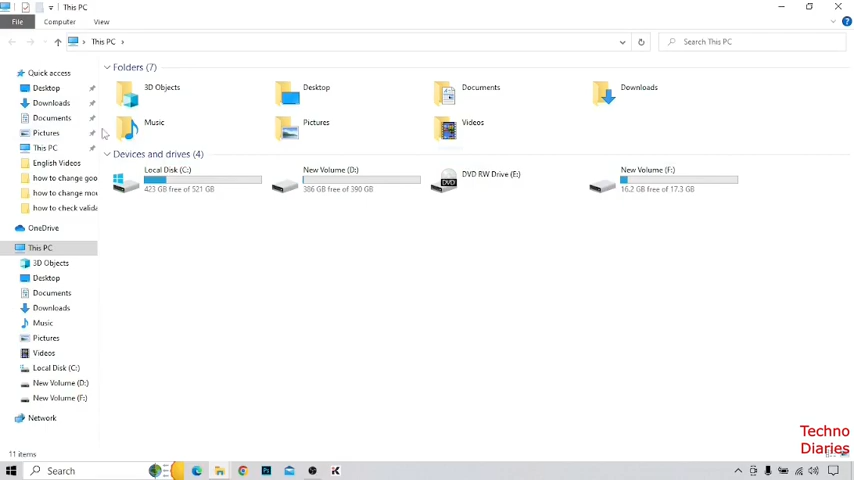 This PC
File
Computer
View
This PC
Search This PC
Quick access
Desktop
Downloads
Documents
Pictures
This PC
English Videos
how to change goo
how to change mou
how to check valida
OneDrive
This PC
3D Objects
Desktop
Documents
Downloads
Music
Pictures
Videos
Local Disk (C:)
New Volume (D:)
New Volume (F:)
Network
Folders (7)
3D Objects
Desktop
Documents
Downloads
Music
Pictures
Videos
Devices and drives (4)
Local Disk (C:)
423 GB free of 521 GB
New Volume (D:)
386 GB free of 390 GB
DVD
DVD RW Drive (E:)
New Volume (F:)
16.2 GB free of 17.3 GB
11 items
Techno
Diaries
Search
Ps
K